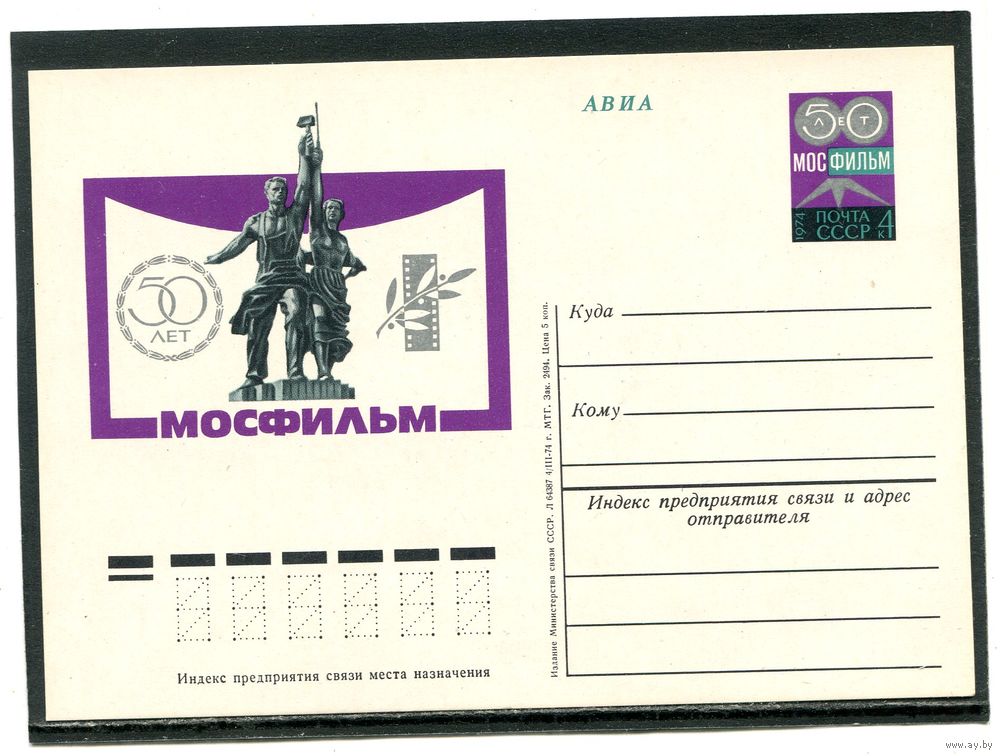 АВИА
50
ЛЕТ
МОСФИЛЬМ
1974
ПОЧТА
СССР
4
к
50
ЛЕТ
МОСФИЛЬМ
Куда
Кому
Индекс предприятия связи и адрес
отправителя
Издание Министерства связи СССР. Л 64387 4/III-74 г. МТГ. Зак. 2494. Цена 5 коп.
Индекс предприятия связи места назначения
www.ay.by